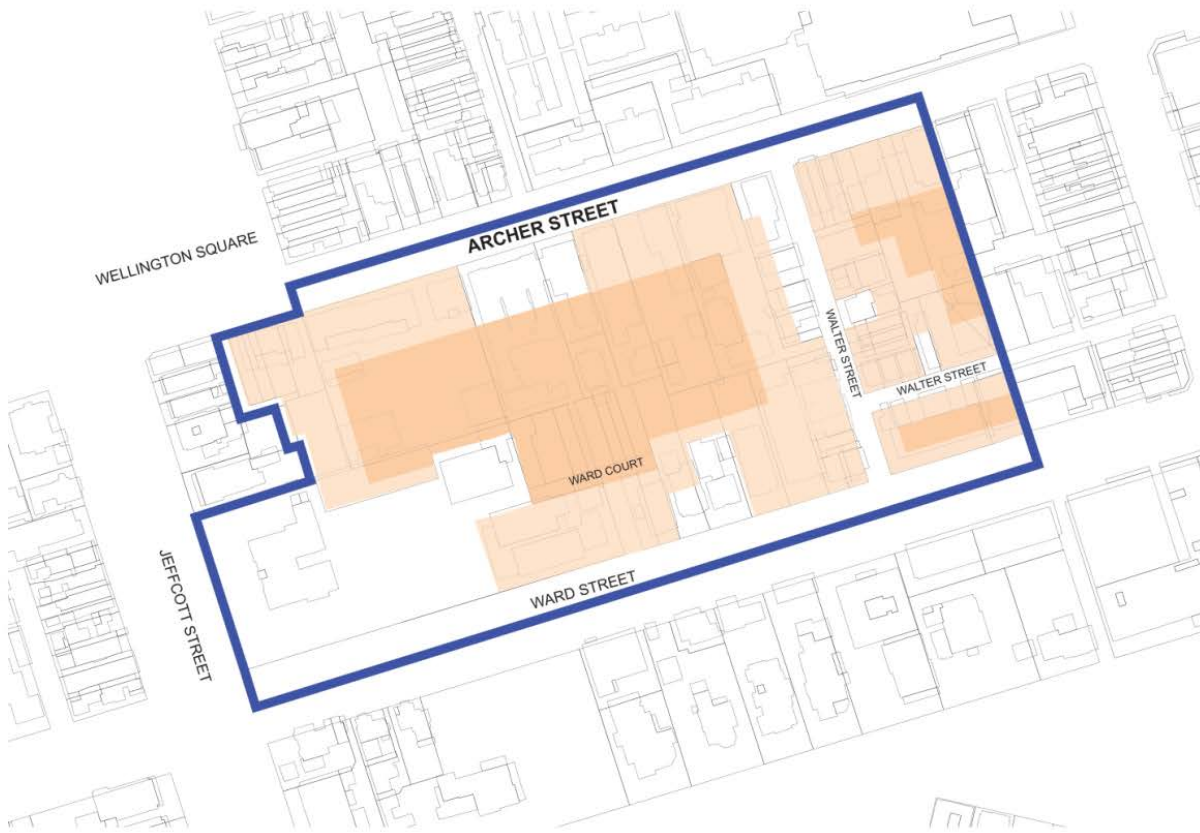 WELLINGTON SQUARE
ARCHER STREET
WALTER STREET
WALTER STREET
WARD COURT
WARD STREET
JEFFCOTT STREET